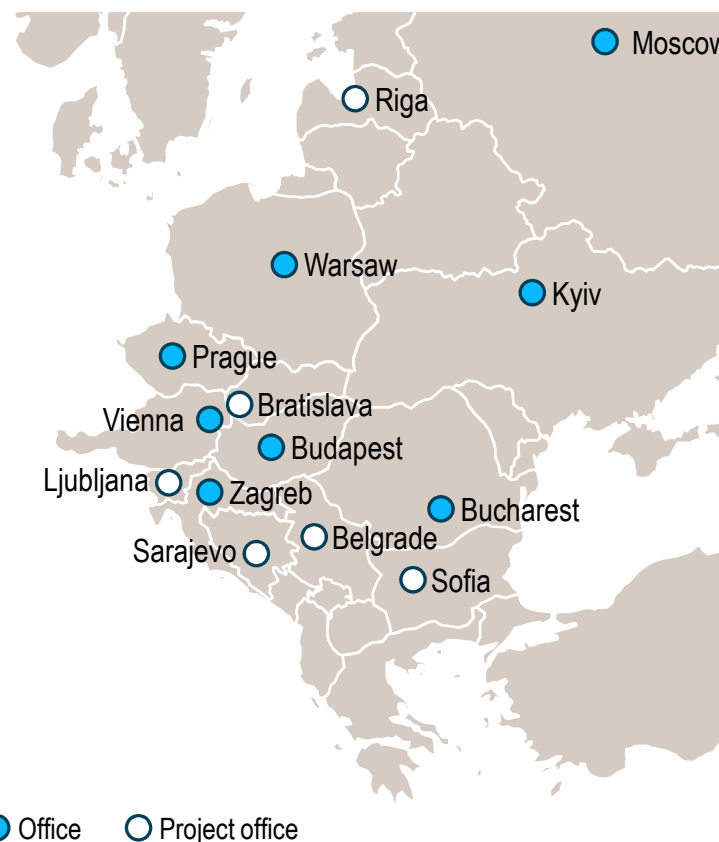 Moscow
Riga
Warsaw
Kyiv
Prague
Bratislava
Vienna
Budapest
Ljubljana
Zagreb
Bucharest
Belgrade
Sarajevo
Sofia
Office
Project office